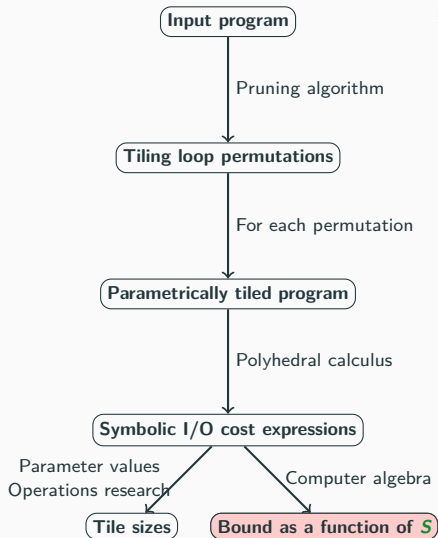 Input program
Pruning algorithm
Tiling loop permutations
For each permutation
Parametrically tiled program
Polyhedral calculus
Symbolic I/O cost expressions
Parameter values
Operations research
Computer algebra
Tile sizes
Bound as a function of S